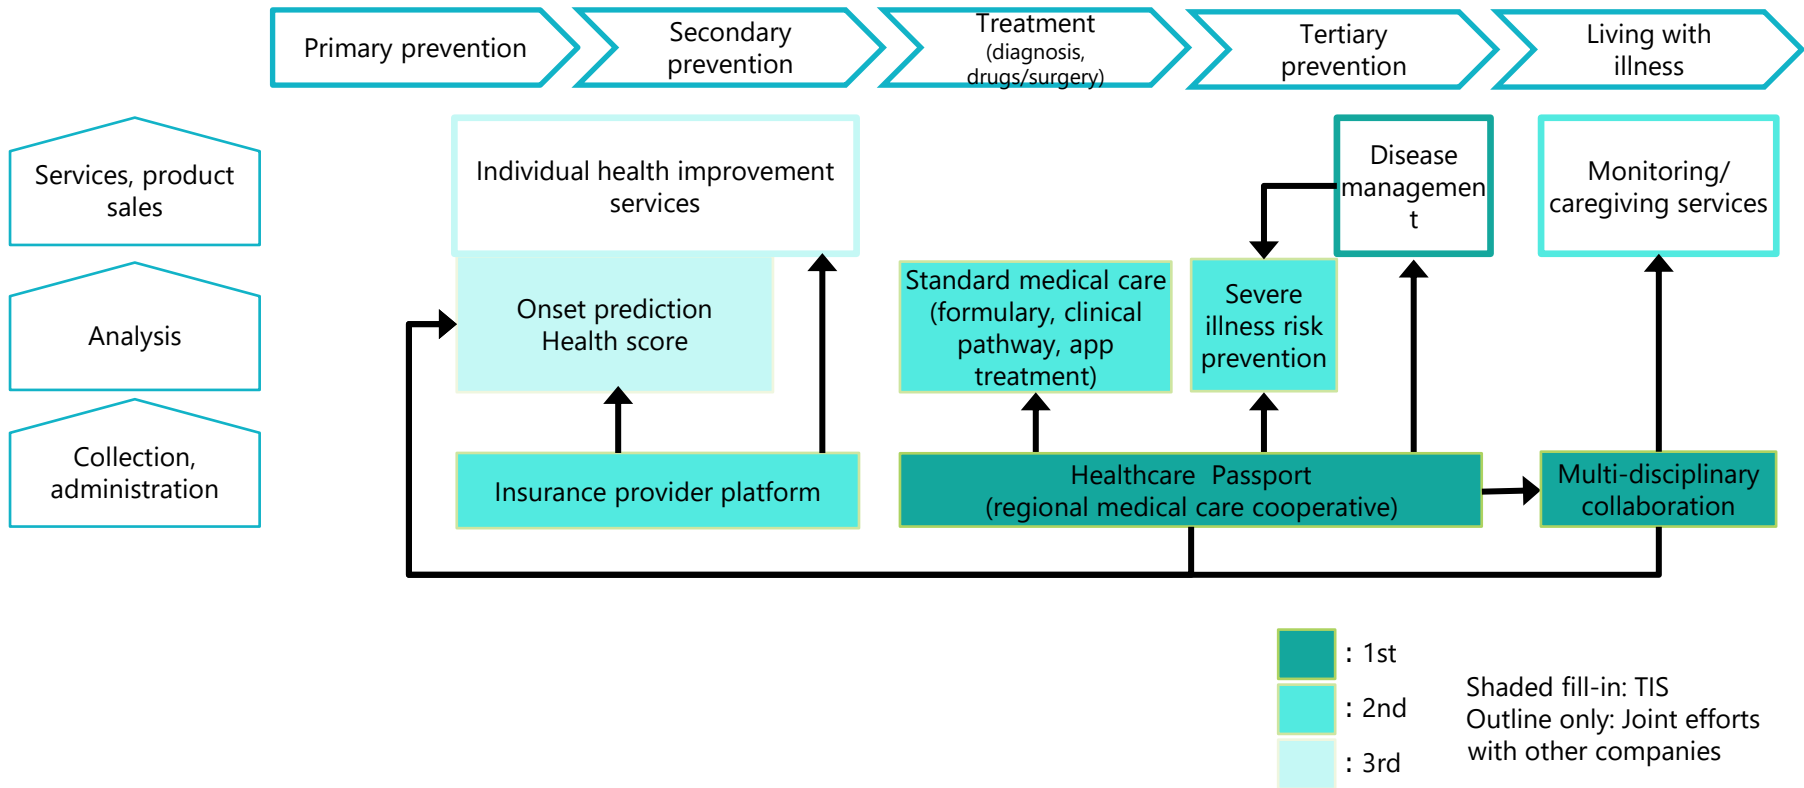 Primary prevention
Secondary
prevention
Treatment
(diagnosis,
drugs/surgery)
Tertiary
prevention
Living with
illness
Services, product
sales
Individual health improvement
services
Disease
managemen
t
Monitoring/
caregiving services
Analysis
Onset prediction
Health score
Standard medical care
(formulary, clinical
pathway, app
treatment)
Severe
illness risk
prevention
Collection,
administration
Insurance provider platform
Healthcare Passport
(regional medical care cooperative)
Multi-disciplinary
collaboration
: 1st
: 2nd
: 3rd
Shaded fill-in: TIS
Outline only: Joint efforts
with other companies